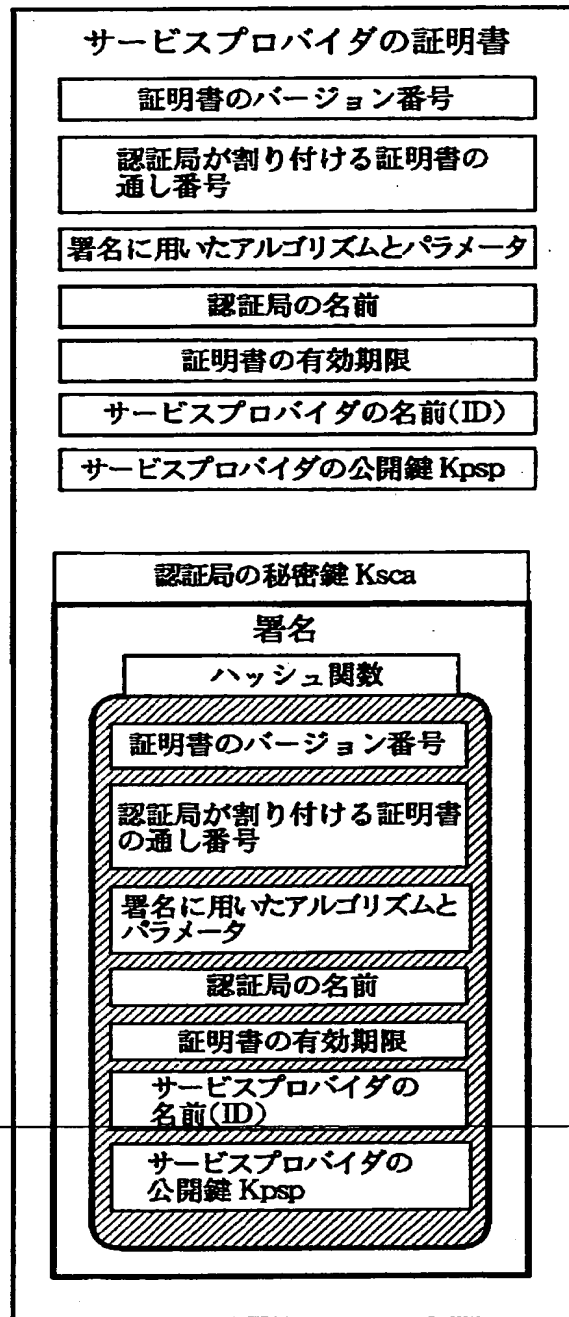 サービスプロバイダの証明書
証明書のバージョン番号
認証局が割り付ける証明書の
通し番号
署名に用いたアルゴリズムとパラメータ
認証局の名前
証明書の有効期限
サービスプロバイダの名前(ID)
サービスプロバイダの公開鍵 Kpsp
認証局の秘密鍵 Ksca
署名
ハッシュ関数
証明書のバージョン番号
認証局が割り付ける証明書
の通し番号
署名に用いたアルゴリズムと
パラメータ
認証局の名前
証明書の有効期限
サービスプロバイダの
名前(ID)
サービスプロバイダの
公開鍵 Kpsp